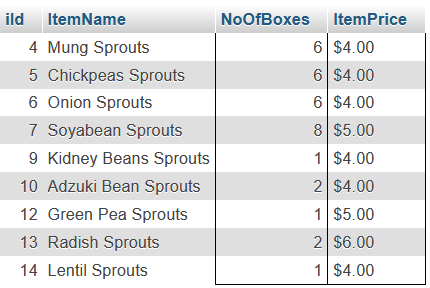 iId ItemName NoOfBoxes ItemPrice
4 Mung Sprouts 6 $4.00
5 Chickpeas Sprouts 6 $4.00
6 Onion Sprouts 6 $4.00
7 Soyabean Sprouts 8 $5.00
9 Kidney Beans Sprouts 1 $4.00
10 Adzuki Bean Sprouts 2 $4.00
12 Green Pea Sprouts 1 $5.00
13 Radish Sprouts 2 $6.00
14 Lentil Sprouts 1 $4.00